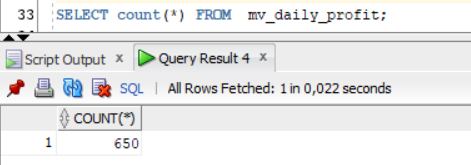 33 SELECT count(*) FROM mv_daily_profit;
Script Output x Query Result 4 x
SQL | All Rows Fetched: 1 in 0,022 seconds
COUNT(*)
1 650